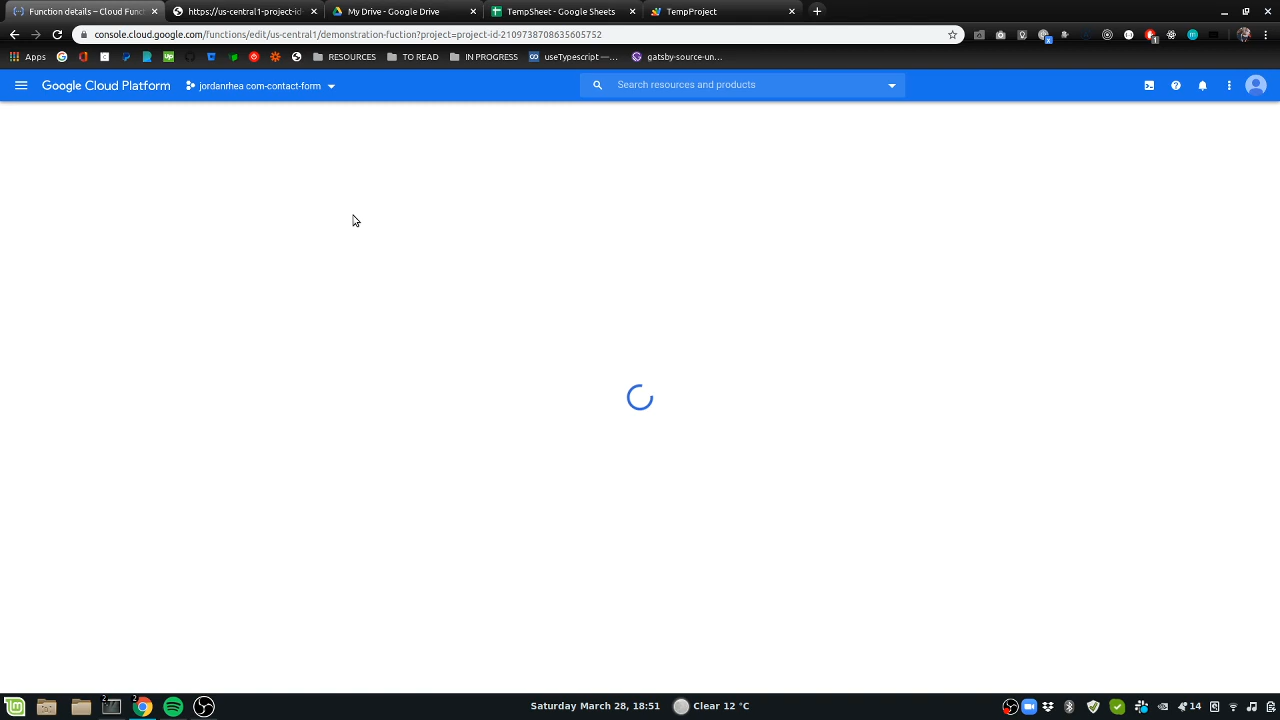 Function details – Cloud Func
https://us-central1-project-id-
My Drive - Google Drive
TempSheet - Google Sheets
TempProject
console.cloud.google.com/functions/edit/us-central1/demonstration-fuction?project=project-id-2109738708635605752
Apps
RESOURCES
TO READ
IN PROGRESS
useTypescript —...
gatsby-source-un...
Google Cloud Platform
jordanrhea com-contact-form
Search resources and products
Saturday March 28, 18:51
Clear 12 °C
14